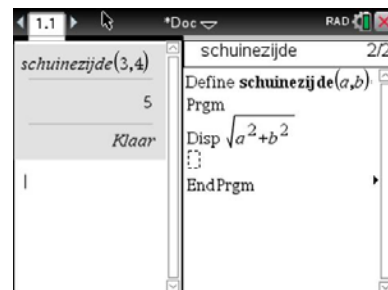 1.1 *Doc RAD
schuinezijde(3,4)
5
Klaar
schuinezijde 2/2
Define schuinezijde(a,b)
Prgm
Disp √a²+b²
EndPrgm